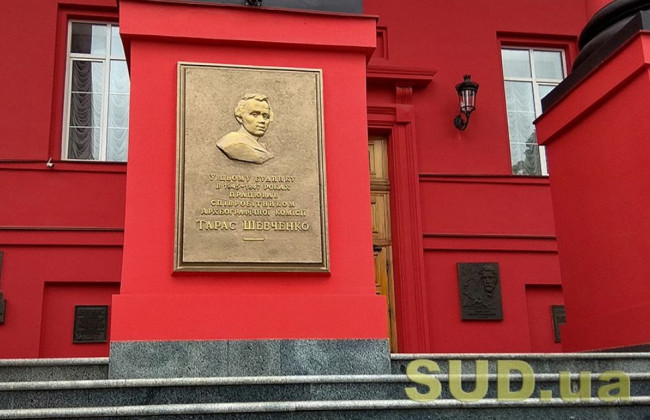 У ЦЬОМУ БУДИНКУ
В 1845-1847 РОКАХ
ПРАЦЮВАВ
СПІВРОБІТНИКОМ
АРХЕОГРАФІЧНОЇ КОМІСІЇ
ТАРАС ШЕВЧЕНКО
SUD.ua